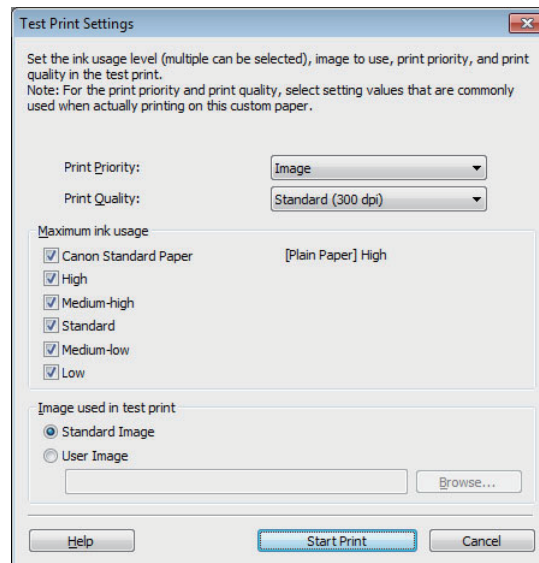 Test Print Settings
Set the ink usage level (multiple can be selected), image to use, print priority, and print
quality in the test print.
Note: For the print priority and print quality, select setting values that are commonly
used when actually printing on this custom paper.
Print Priority: Image
Print Quality: Standard (300 dpi)
Maximum ink usage
Canon Standard Paper [Plain Paper] High
High
Medium-high
Standard
Medium-low
Low
Image used in test print
Standard Image
User Image
Browse...
Help Start Print Cancel